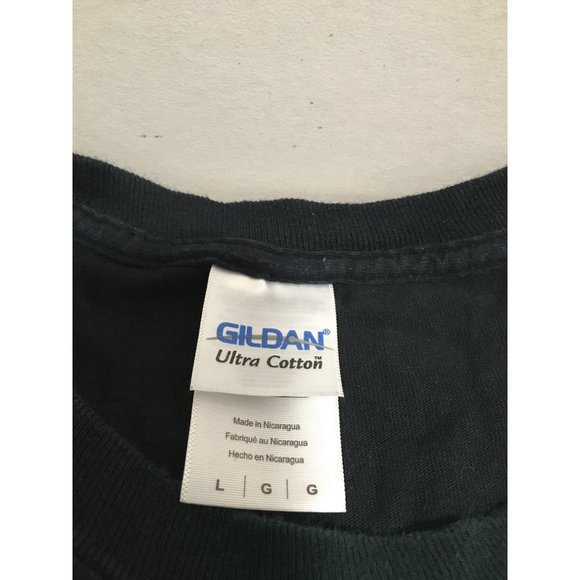 GILDAN®
Ultra Cotton™
Made in Nicaragua
Fabriqué au Nicaragua
Hecho en Nicaragua
L | G | G